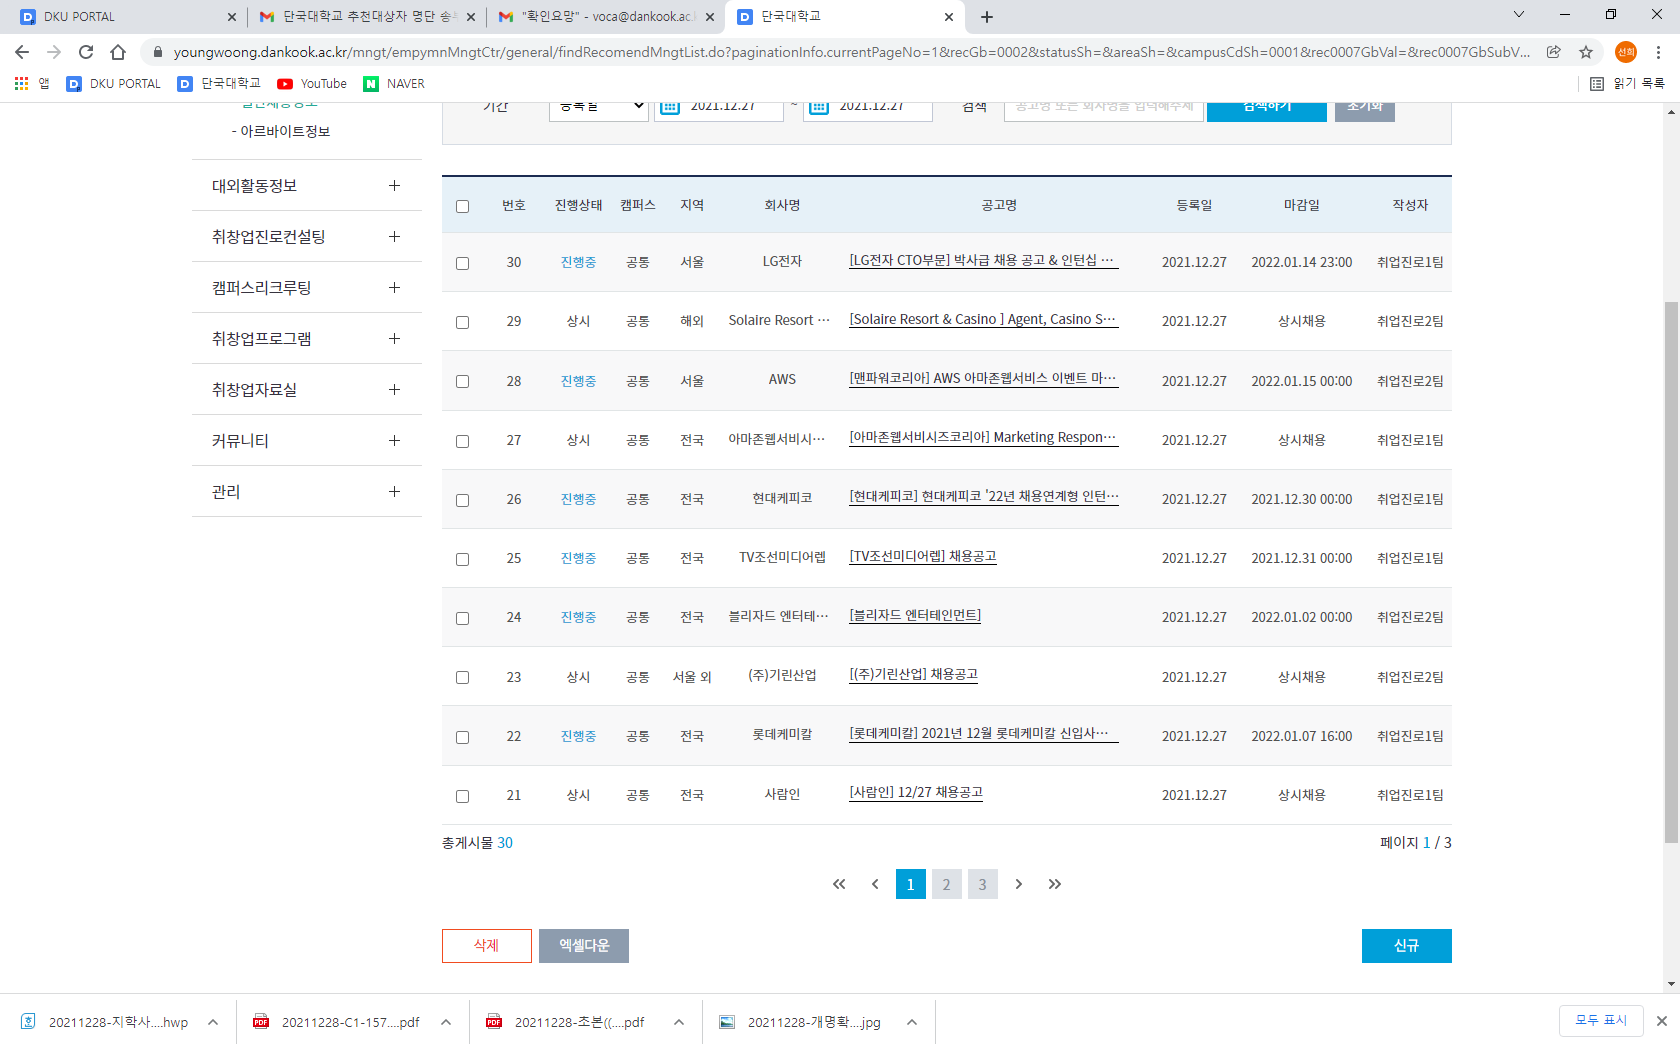 DKU PORTAL
단국대학교 추천대상자 명단 송부
"확인요망" - voca@dankook.ac.k
단국대학교
youngwoong.dankook.ac.kr/mngt/empymnMngtCtr/general/findRecomendMngtList.do?paginationInfo.currentPageNo=1&recGb=0002&statusSh=&areaSh=&campusCdSh=0001&rec0007GbVal=&rec0007GbSubV...
선희
앱 DKU PORTAL 단국대학교 YouTube NAVER 읽기 목록
일반채용정보
- 아르바이트정보
대외활동정보 +
취창업진로컨설팅 +
캠퍼스리크루팅 +
취창업프로그램 +
취창업자료실 +
커뮤니티 +
관리 +
기간 등록일 2021.12.27 ~ 2021.12.27 검색 공고명 또는 회사명을 입력해주세 검색하기 초기화
번호 진행상태 캠퍼스 지역 회사명 공고명 등록일 마감일 작성자
30 진행중 공통 서울 LG전자 [LG전자 CTO부문] 박사급 채용 공고 & 인턴십 ··· 2021.12.27 2022.01.14 23:00 취업진로1팀
29 상시 공통 해외 Solaire Resort ··· [Solaire Resort & Casino ] Agent, Casino S··· 2021.12.27 상시채용 취업진로2팀
28 진행중 공통 서울 AWS [맨파워코리아] AWS 아마존웹서비스 이벤트 마··· 2021.12.27 2022.01.15 00:00 취업진로2팀
27 상시 공통 전국 아마존웹서비시··· [아마존웹서비시즈코리아] Marketing Respon··· 2021.12.27 상시채용 취업진로1팀
26 진행중 공통 전국 현대케피코 [현대케피코] 현대케피코 '22년 채용연계형 인턴··· 2021.12.27 2021.12.30 00:00 취업진로1팀
25 진행중 공통 전국 TV조선미디어렙 [TV조선미디어렙] 채용공고 2021.12.27 2021.12.31 00:00 취업진로1팀
24 진행중 공통 전국 블리자드 엔터테··· [블리자드 엔터테인먼트] 2021.12.27 2022.01.02 00:00 취업진로2팀
23 상시 공통 서울 외 (주)기린산업 [(주)기린산업] 채용공고 2021.12.27 상시채용 취업진로2팀
22 진행중 공통 전국 롯데케미칼 [롯데케미칼] 2021년 12월 롯데케미칼 신입사··· 2021.12.27 2022.01.07 16:00 취업진로1팀
21 상시 공통 전국 사람인 [사람인] 12/27 채용공고 2021.12.27 상시채용 취업진로1팀
총게시물 30 페이지 1 / 3
« ‹ 1 2 3 › »
삭제 엑셀다운 신규
20211228-지학사....hwp 20211228-C1-157....pdf 20211228-초본((....pdf 20211228-개명확....jpg 모두 표시